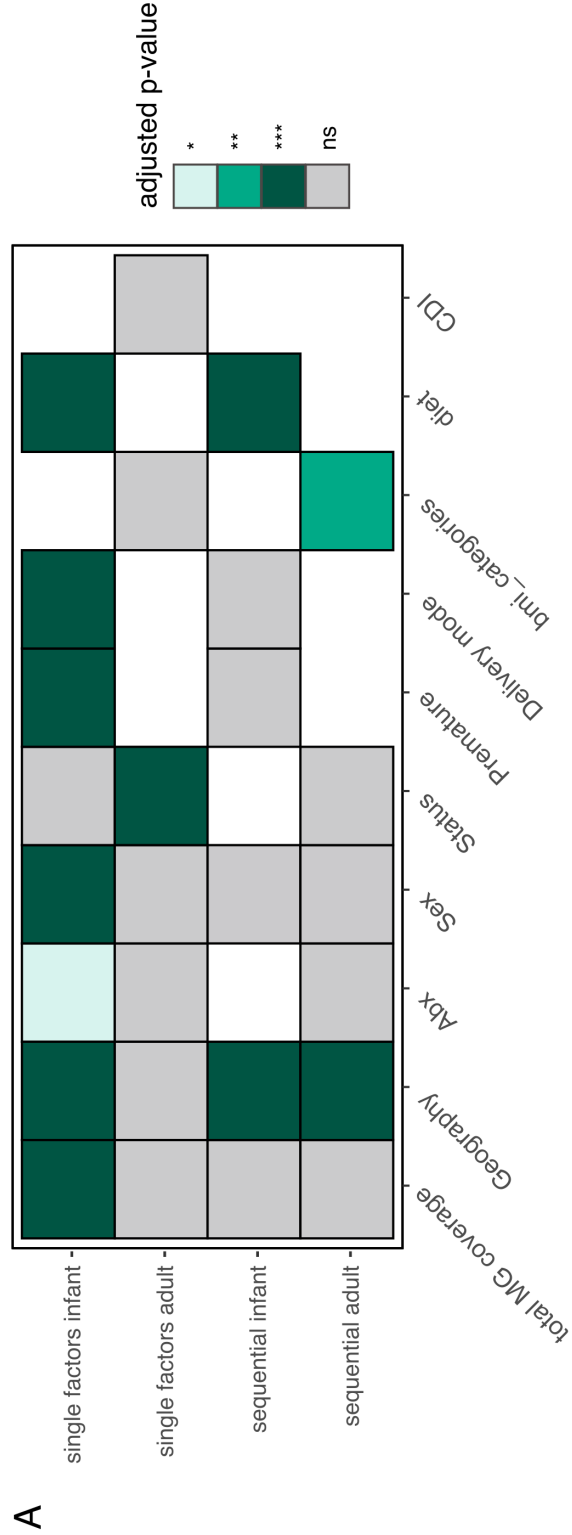 A
adjusted p-value
*
**
***
ns
single factors infant
single factors adult
sequential infant
sequential adult
total MG coverage
Geography
Abx
Sex
Status
Premature
Delivery mode
bmi_categories
diet
CDI